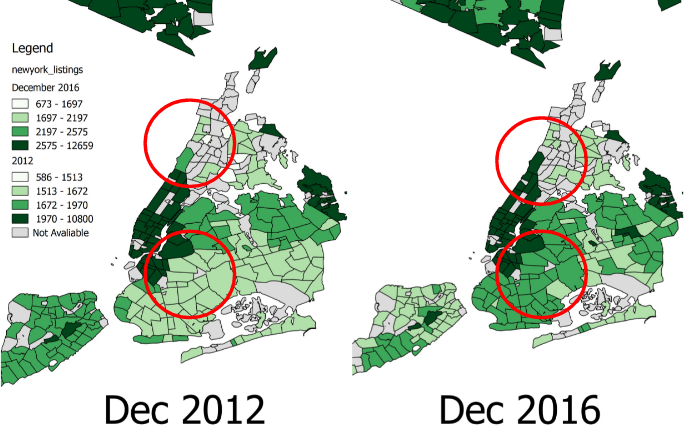 Legend
newyork_listings
December 2016
673 - 1697
1697 - 2197
2197 - 2575
2575 - 12659
2012
586 - 1513
1513 - 1672
1672 - 1970
1970 - 10800
Not Avaliable
Dec 2012
Dec 2016